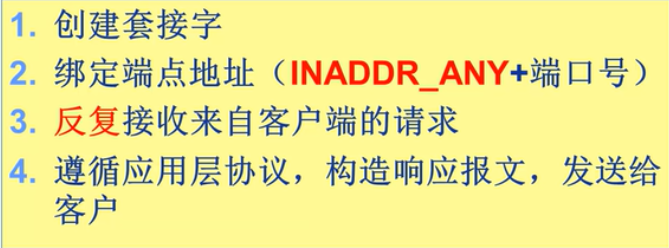 1. 创建套接字
2. 绑定端点地址（INADDR_ANY+端口号）
3. 反复接收来自客户端的请求
4. 遵循应用层协议，构造响应报文，发送给
客户